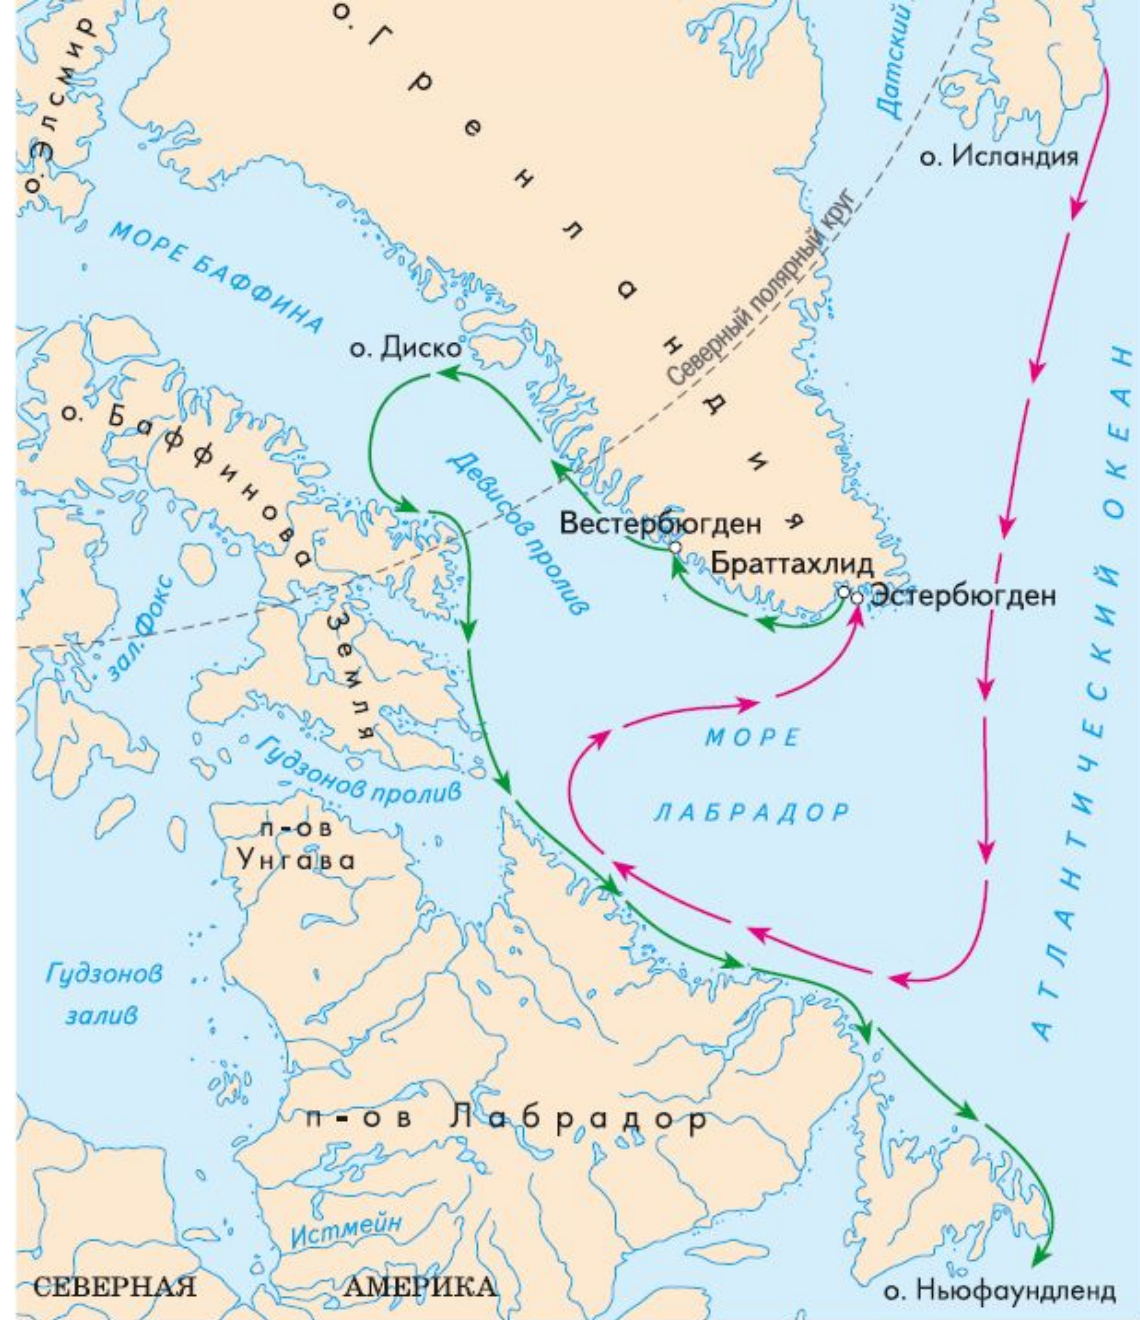 о. Гренландия
Датский
о. Элсмир
о. Исландия
МОРЕ БАФФИНА
Северный полярный круг
о. Диско
о. Баффинова Земля
Девисов пролив
Вестербюгден
Браттахлид
Эстербюгден
зал. Фокс
АТЛАНТИЧЕСКИЙ ОКЕАН
МОРЕ
ЛАБРАДОР
Гудзонов пролив
п-ов
Унгава
Гудзонов
залив
п-ов Лабрадор
Истмейн
СЕВЕРНАЯ АМЕРИКА
о. Ньюфаундленд